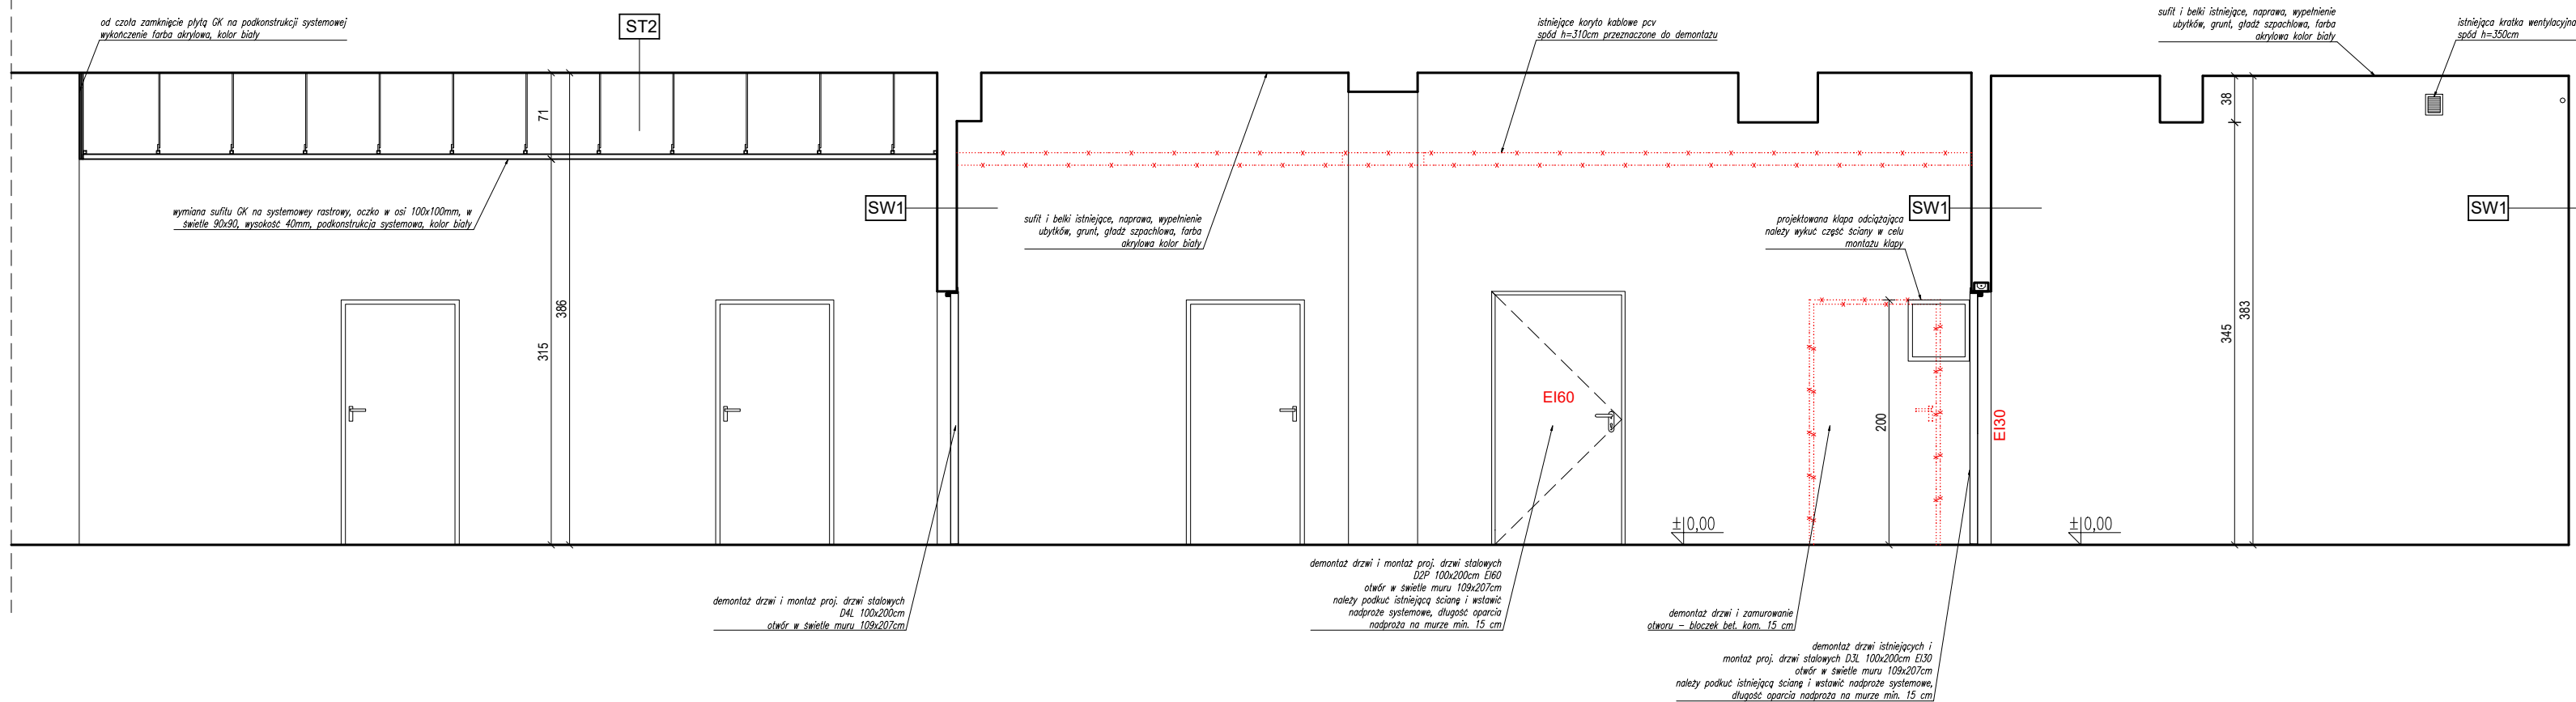 od czoła zamknięcie płytą GK na podkonstrukcji systemowej
wykończenie farba akrylowa, kolor biały
ST2
istniejące koryto kablowe pcv
spód h=310cm przeznaczone do demontażu
sufit i belki istniejące, naprawa, wypełnienie
ubytków, grunt, gładź szpachlowa, farba
akrylowa kolor biały
istniejąca kratka wentylacyjna
spód h=350cm
71
386
315
38
383
345
200
SW1
SW1
SW1
wymiana sufitu GK na systemowey rastrowy, oczko w osi 100x100mm, w
świetle 90x90, wysokość 40mm, podkonstrukcja systemowa, kolor biały
sufit i belki istniejące, naprawa, wypełnienie
ubytków, grunt, gładź szpachlowa, farba
akrylowa kolor biały
projektowana klapa odciążająca
należy wykuć część ściany w celu
montażu klapy
EI60
EI30
±0,00
±0,00
demontaż drzwi i montaż proj. drzwi stalowych
D4L 100x200cm
otwór w świetle muru 109x207cm
demontaż drzwi i montaż proj. drzwi stalowych
D2P 100x200cm EI60
otwór w świetle muru 109x207cm
należy podkuć istniejącą ścianę i wstawić
nadproże systemowe, długość oparcia
nadproża na murze min. 15 cm
demontaż drzwi i zamurowanie
otworu – bloczek bet. kom. 15 cm
demontaż drzwi istniejących i
montaż proj. drzwi stalowych D3L 100x200cm EI30
otwór w świetle muru 109x207cm
należy podkuć istniejącą ścianę i wstawić nadproże systemowe,
długość oparcia nadproża na murze min. 15 cm